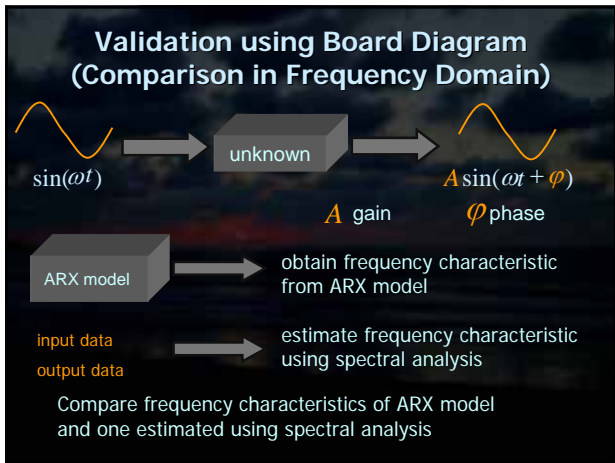 Validation using Board Diagram
(Comparison in Frequency Domain)
sin(ωt)
unknown
A sin(ωt + φ)
A gain
φ phase
ARX model
obtain frequency characteristic
from ARX model
input data
output data
estimate frequency characteristic
using spectral analysis
Compare frequency characteristics of ARX model
and one estimated using spectral analysis